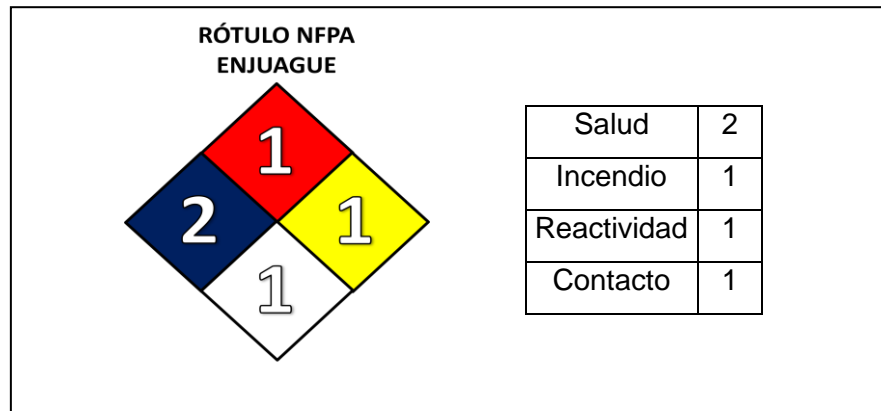 RÓTULO NFPA
ENJUAGUE
1
2
1
1
Salud 2
Incendio 1
Reactividad 1
Contacto 1